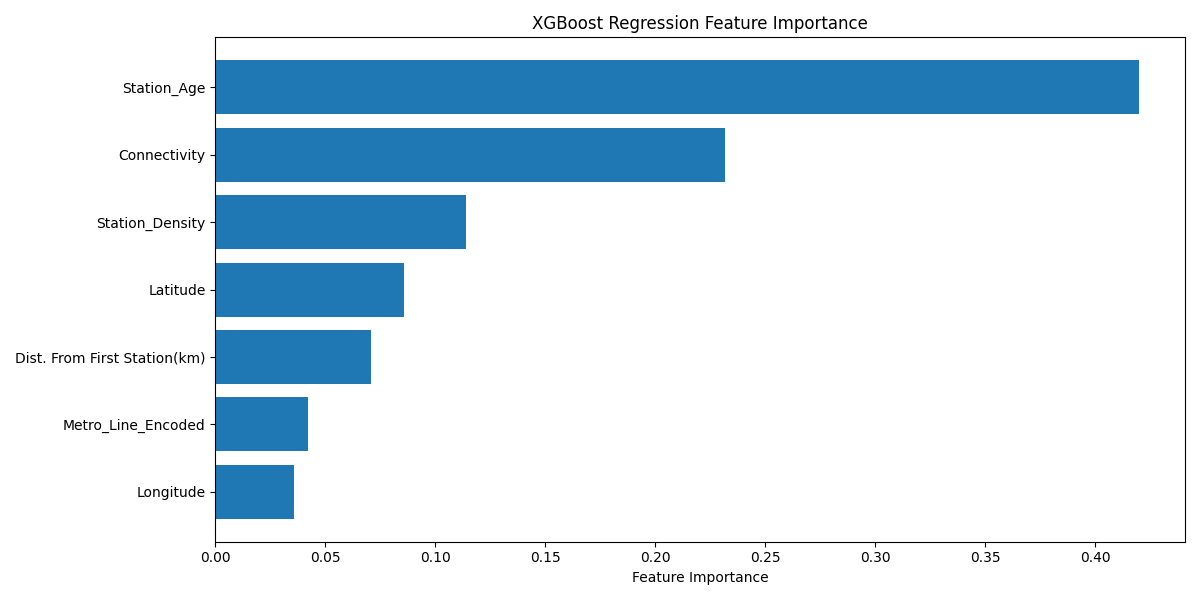 XGBoost Regression Feature Importance
Station_Age
Connectivity
Station_Density
Latitude
Dist. From First Station(km)
Metro_Line_Encoded
Longitude
0.00 0.05 0.10 0.15 0.20 0.25 0.30 0.35 0.40
Feature Importance